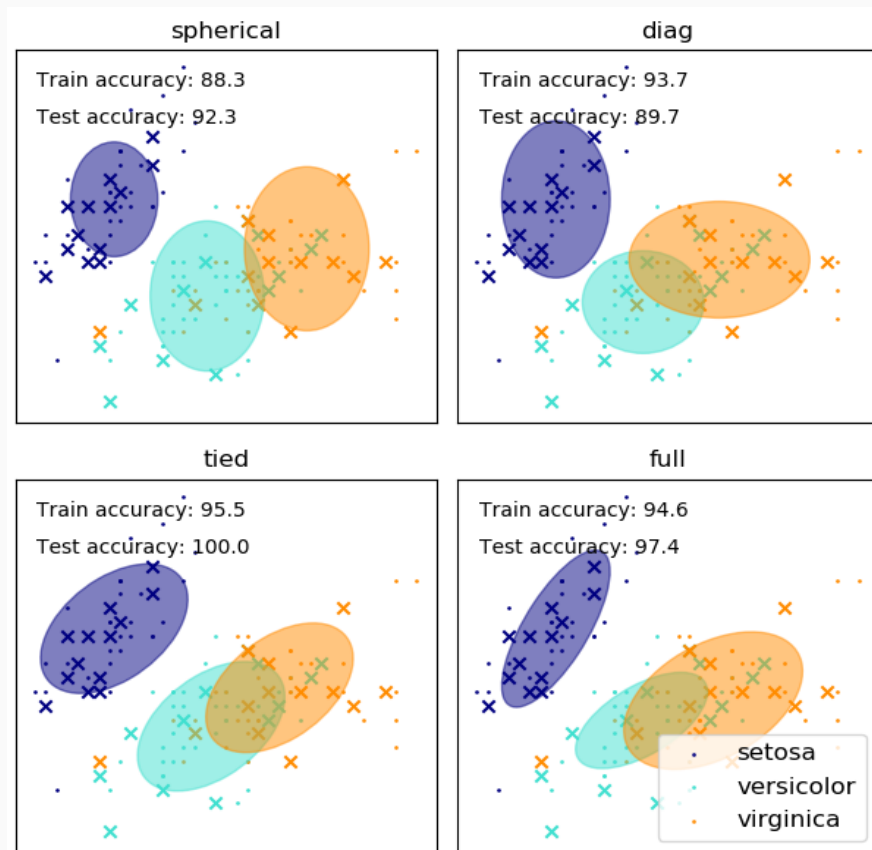 spherical
Train accuracy: 88.3
Test accuracy: 92.3
diag
Train accuracy: 93.7
Test accuracy: 89.7
tied
Train accuracy: 95.5
Test accuracy: 100.0
full
Train accuracy: 94.6
Test accuracy: 97.4
setosa
versicolor
virginica